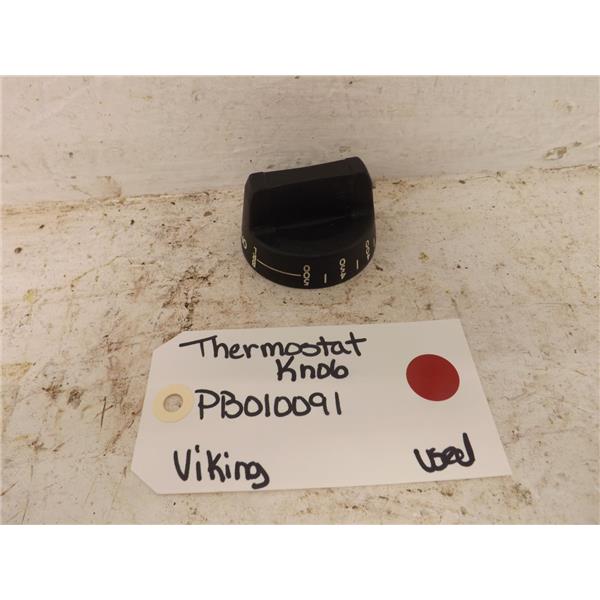 Thermostat
Knob
PB010091
Viking Used